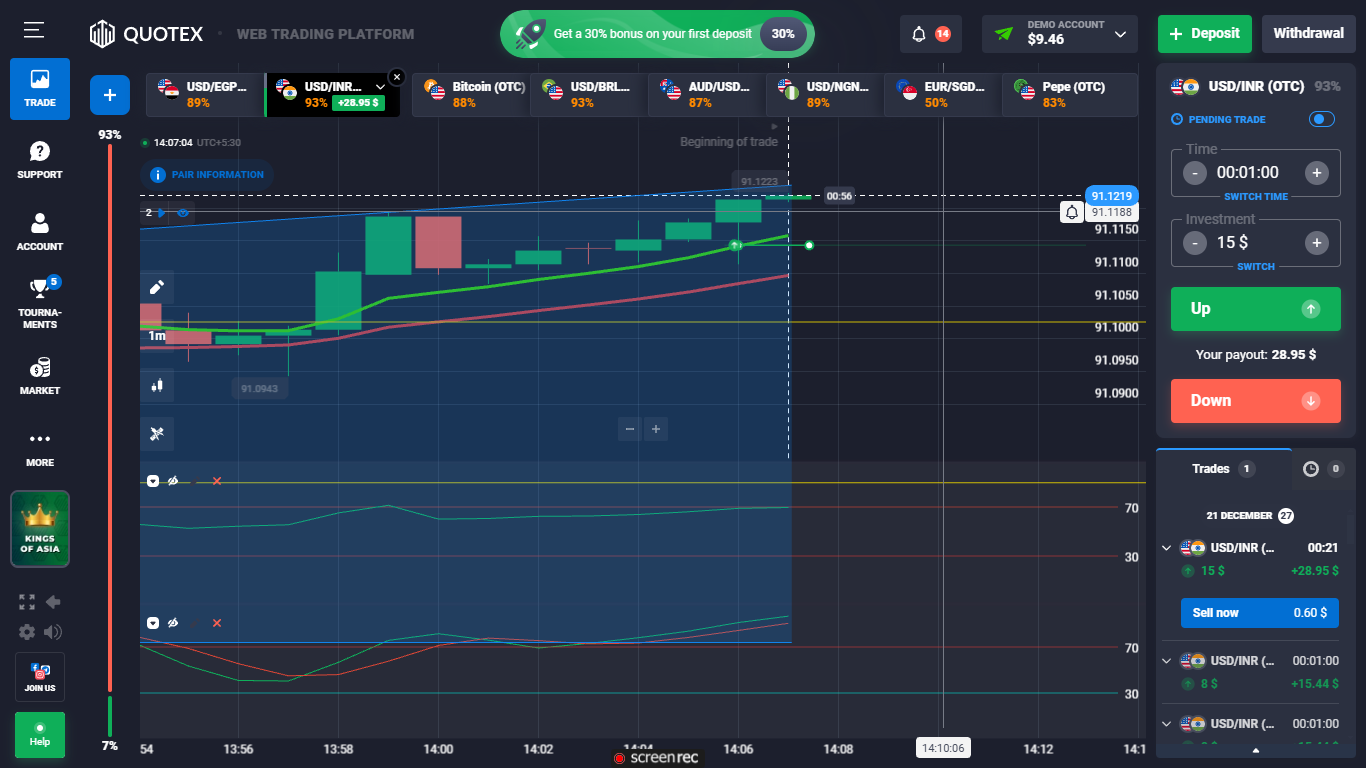 QUOTEX
WEB TRADING PLATFORM
Get a 30% bonus on your first deposit
30%
14
DEMO ACCOUNT
$9.46
+ Deposit
Withdrawal
TRADE
SUPPORT
ACCOUNT
5
TOURNA-
MENTS
MARKET
MORE
KINGS
OF ASIA
JOIN US
Help
+
USD/EGP...
89%
USD/INR...
93%
+28.95 $
Bitcoin (OTC)
88%
USD/BRL...
93%
AUD/USD...
87%
USD/NGN...
89%
EUR/SGD...
50%
Pepe (OTC)
83%
93%
7%
14:07:04 UTC+5:30
PAIR INFORMATION
Beginning of trade
91.1223
00:56
2
1m
91.0943
91.1219
91.1188
91.1150
91.1100
91.1050
91.1000
91.0950
91.0900
70
30
70
30
54
13:56
13:58
14:00
14:02
14:04
14:06
14:08
14:10:06
14:12
14:1
screenrec
USD/INR (OTC) 93%
PENDING TRADE
Time
- 00:01:00 +
SWITCH TIME
Investment
- 15 $ +
SWITCH
Up
Your payout: 28.95 $
Down
Trades 1
0
21 DECEMBER 27
USD/INR (... 00:21
15 $ +28.95 $
Sell now 0.60 $
USD/INR (... 00:01:00
8 $ +15.44 $
USD/INR (... 00:01:00